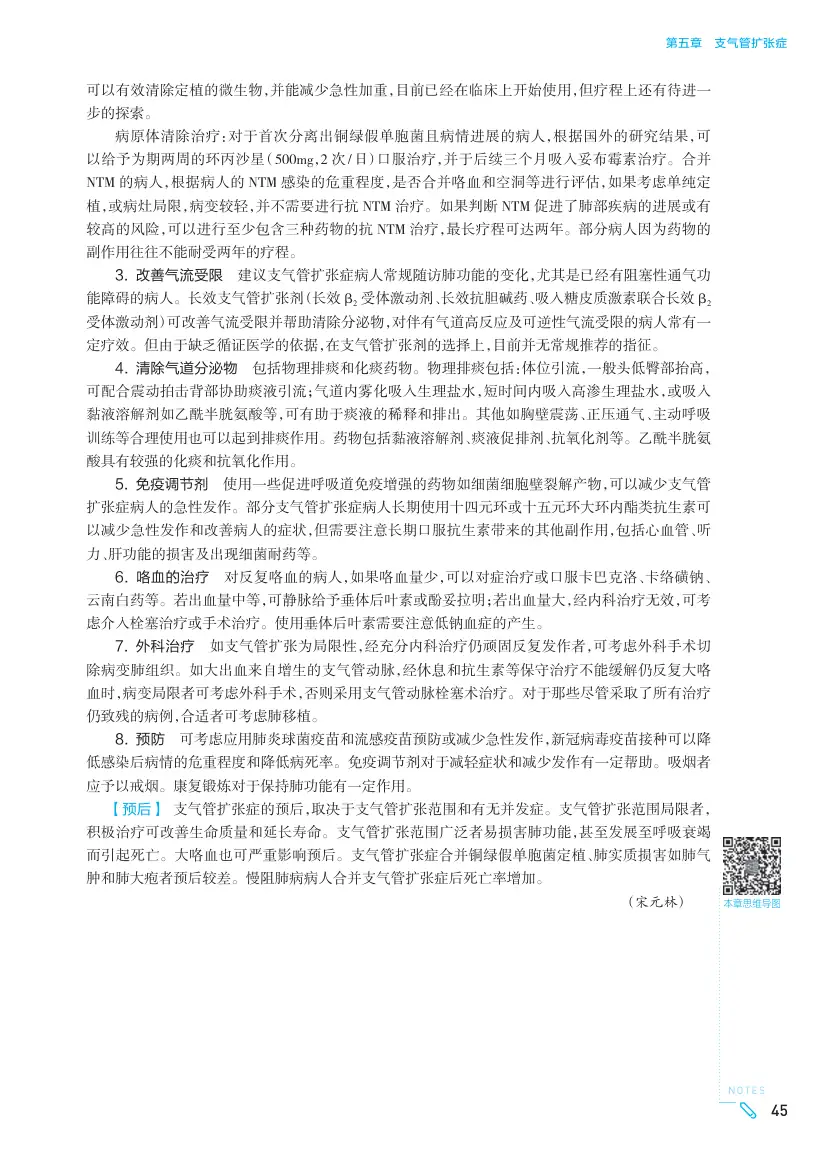 第五章 支气管扩张症
可以有效清除定植的微生物,并能减少急性加重,目前已经在临床上开始使用,但疗程上还有待进一
步的探索。
病原体清除治疗:对于首次分离出铜绿假单胞菌且病情进展的病人,根据国外的研究结果,可
以给予为期两周的环丙沙星(500mg,2 次/日)口服治疗,并于后续三个月吸入妥布霉素治疗。合并
NTM 的病人,根据病人的 NTM 感染的危重程度,是否合并咯血和空洞等进行评估,如果考虑单纯定
植,或病灶局限,病变较轻,并不需要进行抗 NTM 治疗。如果判断 NTM 促进了肺部疾病的进展或有
较高的风险,可以进行至少包含三种药物的抗 NTM 治疗,最长疗程可达两年。部分病人因为药物的
副作用往往不能耐受两年的疗程。
3. 改善气流受限 建议支气管扩张症病人常规随访肺功能的变化,尤其是已经有阻塞性通气功
能障碍的病人。长效支气管扩张剂(长效 β₂ 受体激动剂、长效抗胆碱药、吸入糖皮质激素联合长效 β₂
受体激动剂)可改善气流受限并帮助清除分泌物,对伴有气道高反应及可逆性气流受限的病人常有一
定疗效。但由于缺乏循证医学的依据,在支气管扩张剂的选择上,目前并无常规推荐的指征。
4. 清除气道分泌物 包括物理排痰和化痰药物。物理排痰包括:体位引流,一般头低臀部抬高,
可配合震动拍击背部协助痰液引流;气道内雾化吸入生理盐水,短时间内吸入高渗生理盐水,或吸入
黏液溶解剂如乙酰半胱氨酸等,可有助于痰液的稀释和排出。其他如胸壁震荡、正压通气、主动呼吸
训练等合理使用也可以起到排痰作用。药物包括黏液溶解剂、痰液促排剂、抗氧化剂等。乙酰半胱氨
酸具有较强的化痰和抗氧化作用。
5. 免疫调节剂 使用一些促进呼吸道免疫增强的药物如细菌细胞壁裂解产物,可以减少支气管
扩张症病人的急性发作。部分支气管扩张症病人长期使用十四元环或十五元环大环内酯类抗生素可
以减少急性发作和改善病人的症状,但需要注意长期口服抗生素带来的其他副作用,包括心血管、听
力、肝功能的损害及出现细菌耐药等。
6. 咯血的治疗 对反复咯血的病人,如果咯血量少,可以对症治疗或口服卡巴克洛、卡络磺钠、
云南白药等。若出血量中等,可静脉给予垂体后叶素或酚妥拉明;若出血量大,经内科治疗无效,可考
虑介入栓塞治疗或手术治疗。使用垂体后叶素需要注意低钠血症的产生。
7. 外科治疗 如支气管扩张为局限性,经充分内科治疗仍顽固反复发作者,可考虑外科手术切
除病变肺组织。如大出血来自增生的支气管动脉,经休息和抗生素等保守治疗不能缓解仍反复大咯
血时,病变局限者可考虑外科手术,否则采用支气管动脉栓塞术治疗。对于那些尽管采取了所有治疗
仍致残的病例,合适者可考虑肺移植。
8. 预防 可考虑应用肺炎球菌疫苗和流感疫苗预防或减少急性发作,新冠病毒疫苗接种可以降
低感染后病情的危重程度和降低病死率。免疫调节剂对于减轻症状和减少发作有一定帮助。吸烟者
应予以戒烟。康复锻炼对于保持肺功能有一定作用。
【预后】 支气管扩张症的预后,取决于支气管扩张范围和有无并发症。支气管扩张范围局限者,
积极治疗可改善生命质量和延长寿命。支气管扩张范围广泛者易损害肺功能,甚至发展至呼吸衰竭
而引起死亡。大咯血也可严重影响预后。支气管扩张症合并铜绿假单胞菌定植、肺实质损害如肺气
肿和肺大疱者预后较差。慢阻肺病病人合并支气管扩张症后死亡率增加。
(宋元林)
本章思维导图
NOTES
45